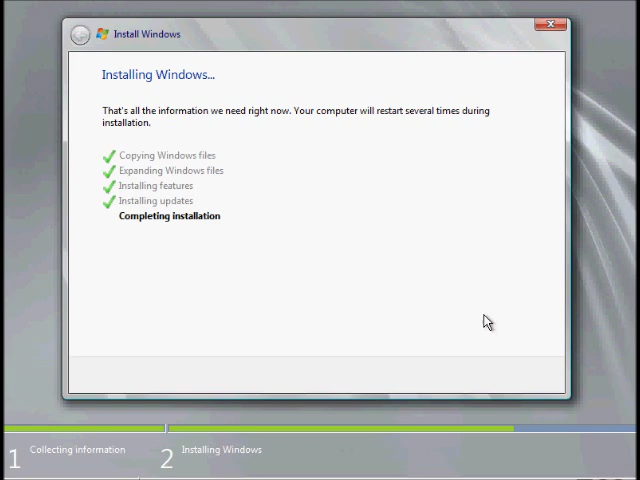 Install Windows
Installing Windows...
That's all the information we need right now. Your computer will restart several times during
installation.
Copying Windows files
Expanding Windows files
Installing features
Installing updates
Completing installation
1 Collecting information
2 Installing Windows